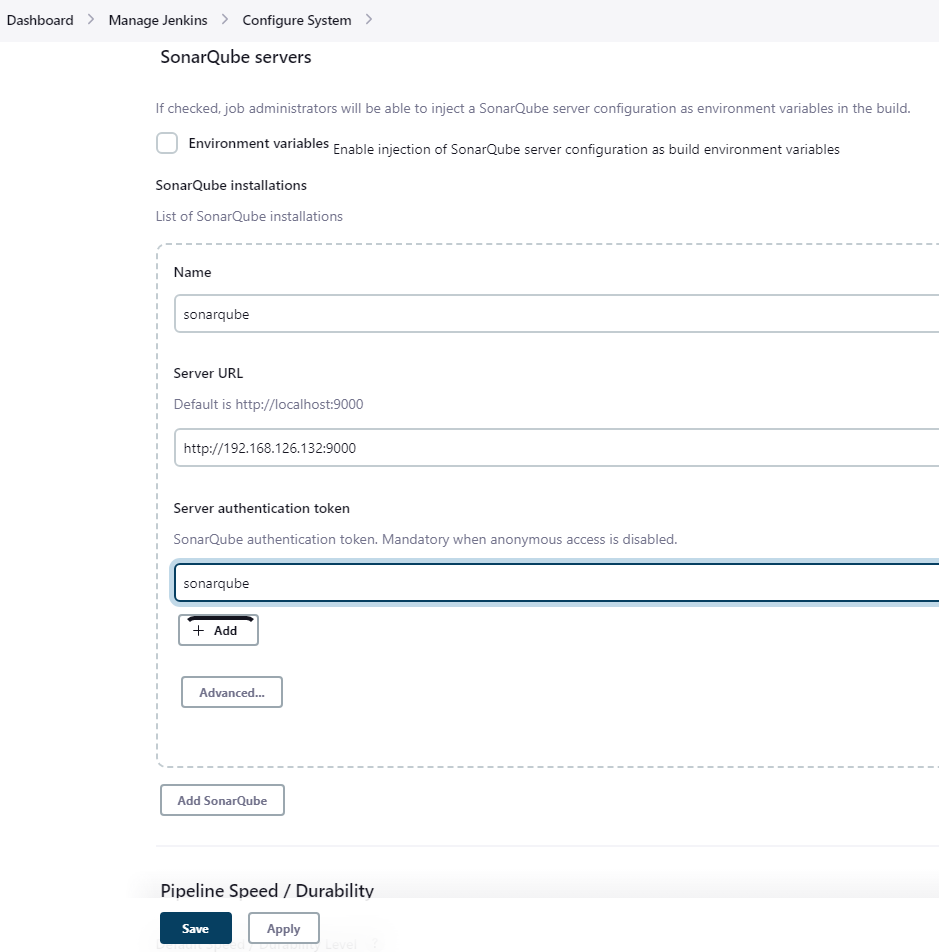 Dashboard > Manage Jenkins > Configure System >
SonarQube servers
If checked, job administrators will be able to inject a SonarQube server configuration as environment variables in the build.
Environment variables Enable injection of SonarQube server configuration as build environment variables
SonarQube installations
List of SonarQube installations
Name
sonarqube
Server URL
Default is http://localhost:9000
http://192.168.126.132:9000
Server authentication token
SonarQube authentication token. Mandatory when anonymous access is disabled.
sonarqube
+ Add
Advanced...
Add SonarQube
Pipeline Speed / Durability
Save Apply
Default Speed / Durability Level ?